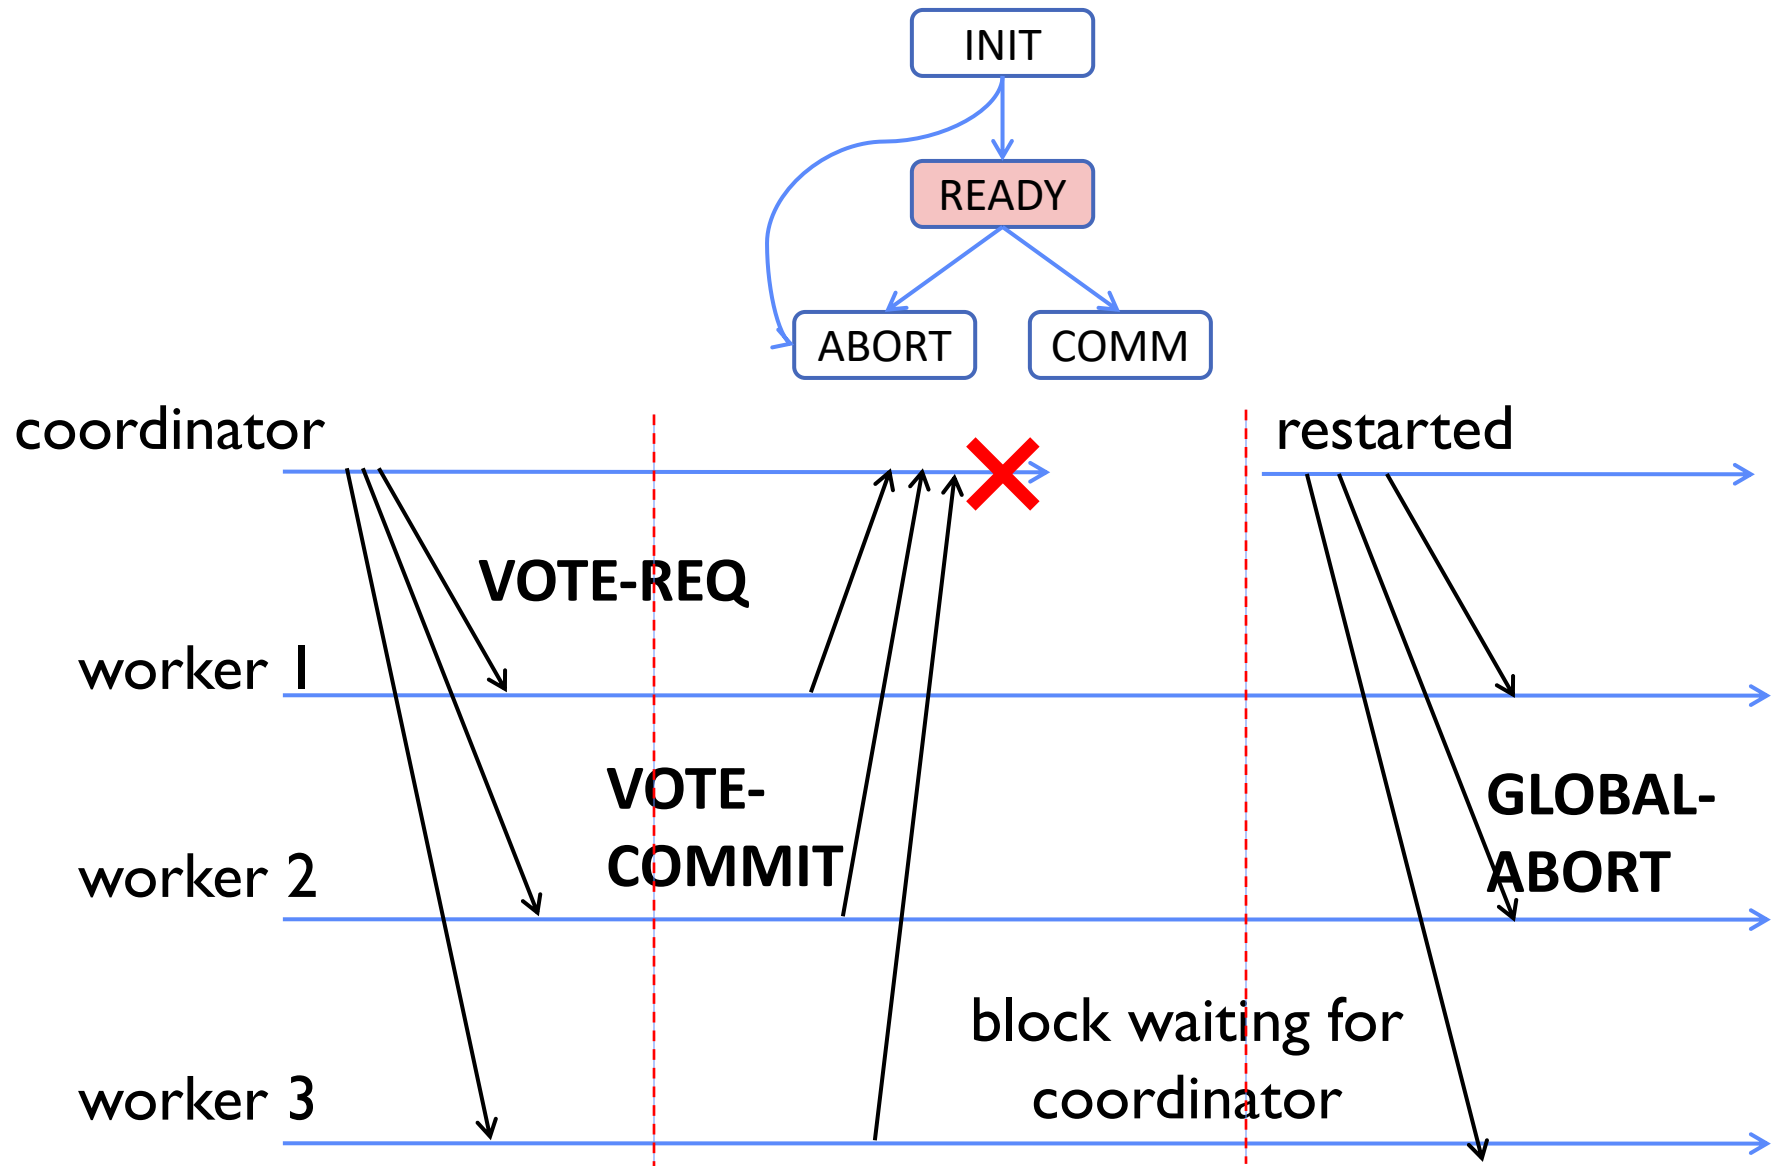 INIT
READY
ABORT
COMM
coordinator
restarted
VOTE-REQ
worker 1
VOTE-
COMMIT
GLOBAL-
ABORT
worker 2
block waiting for
coordinator
worker 3